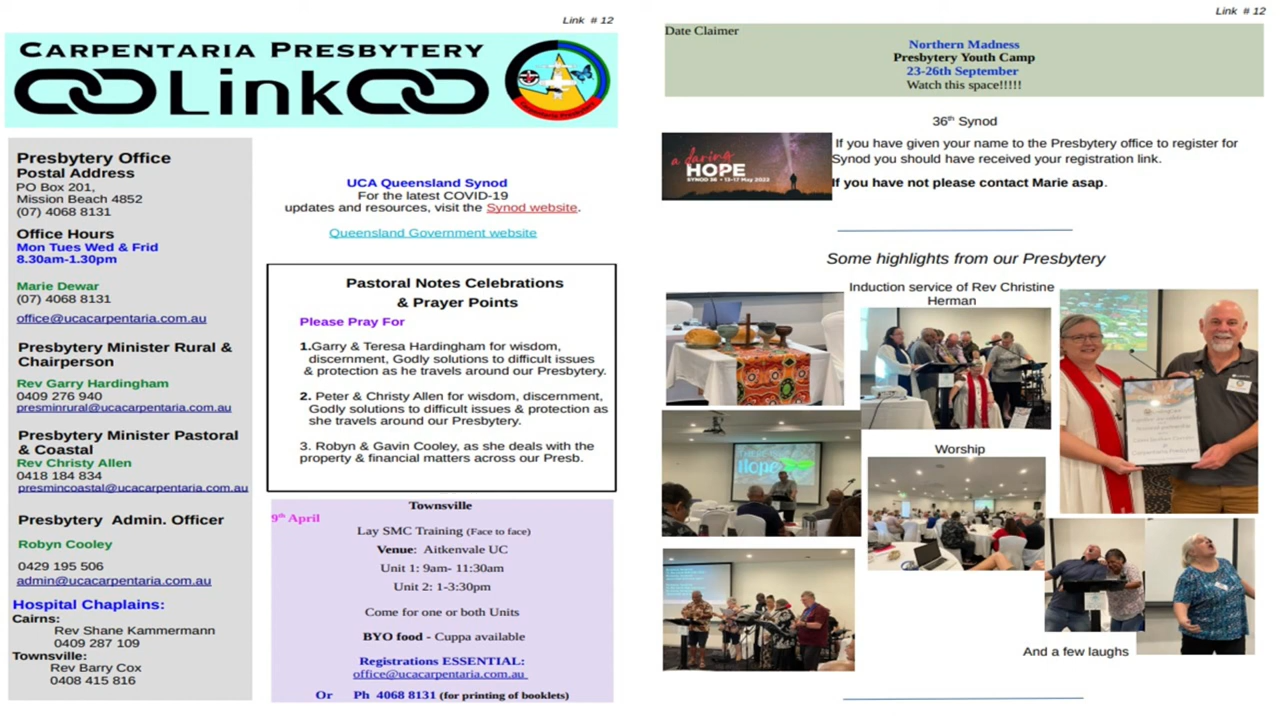 Link # 12
CARPENTARIA PRESBYTERY
Link
Carpentaria Presbytery
Presbytery Office
Postal Address
PO Box 201,
Mission Beach 4852
(07) 4068 8131
Office Hours
Mon Tues Wed & Frid
8.30am-1.30pm
Marie Dewar
(07) 4068 8131
office@ucacarpentaria.com.au
Presbytery Minister Rural &
Chairperson
Rev Garry Hardingham
0409 276 940
presminrural@ucacarpentaria.com.au
Presbytery Minister Pastoral
& Coastal
Rev Christy Allen
0418 184 834
presmincoastal@ucacarpentaria.com.au
Presbytery Admin. Officer
Robyn Cooley
0429 195 506
admin@ucacarpentaria.com.au
Hospital Chaplains:
Cairns:
Rev Shane Kammermann
0409 287 109
Townsville:
Rev Barry Cox
0408 415 816
UCA Queensland Synod
For the latest COVID-19
updates and resources, visit the Synod website.
Queensland Government website
Pastoral Notes Celebrations
& Prayer Points
Please Pray For
1.Garry & Teresa Hardingham for wisdom,
discernment, Godly solutions to difficult issues
& protection as he travels around our Presbytery.
2. Peter & Christy Allen for wisdom, discernment,
Godly solutions to difficult issues & protection as
she travels around our Presbytery.
3. Robyn & Gavin Cooley, as she deals with the
property & financial matters across our Presb.
Townsville
9th April
Lay SMC Training (Face to face)
Venue: Aitkenvale UC
Unit 1: 9am- 11:30am
Unit 2: 1-3:30pm
Come for one or both Units
BYO food - Cuppa available
Registrations ESSENTIAL:
office@ucacarpentaria.com.au
Or Ph 4068 8131 (for printing of booklets)
Link # 12
Date Claimer
Northern Madness
Presbytery Youth Camp
23-26th September
Watch this space!!!!!
36th Synod
a daring
HOPE
SYNOD 36 • 13-17 May 2022
If you have given your name to the Presbytery office to register for
Synod you should have received your registration link.
If you have not please contact Marie asap.
Some highlights from our Presbytery
Induction service of Rev Christine
Herman
Hope
Carpentaria Presbytery
Worship
And a few laughs